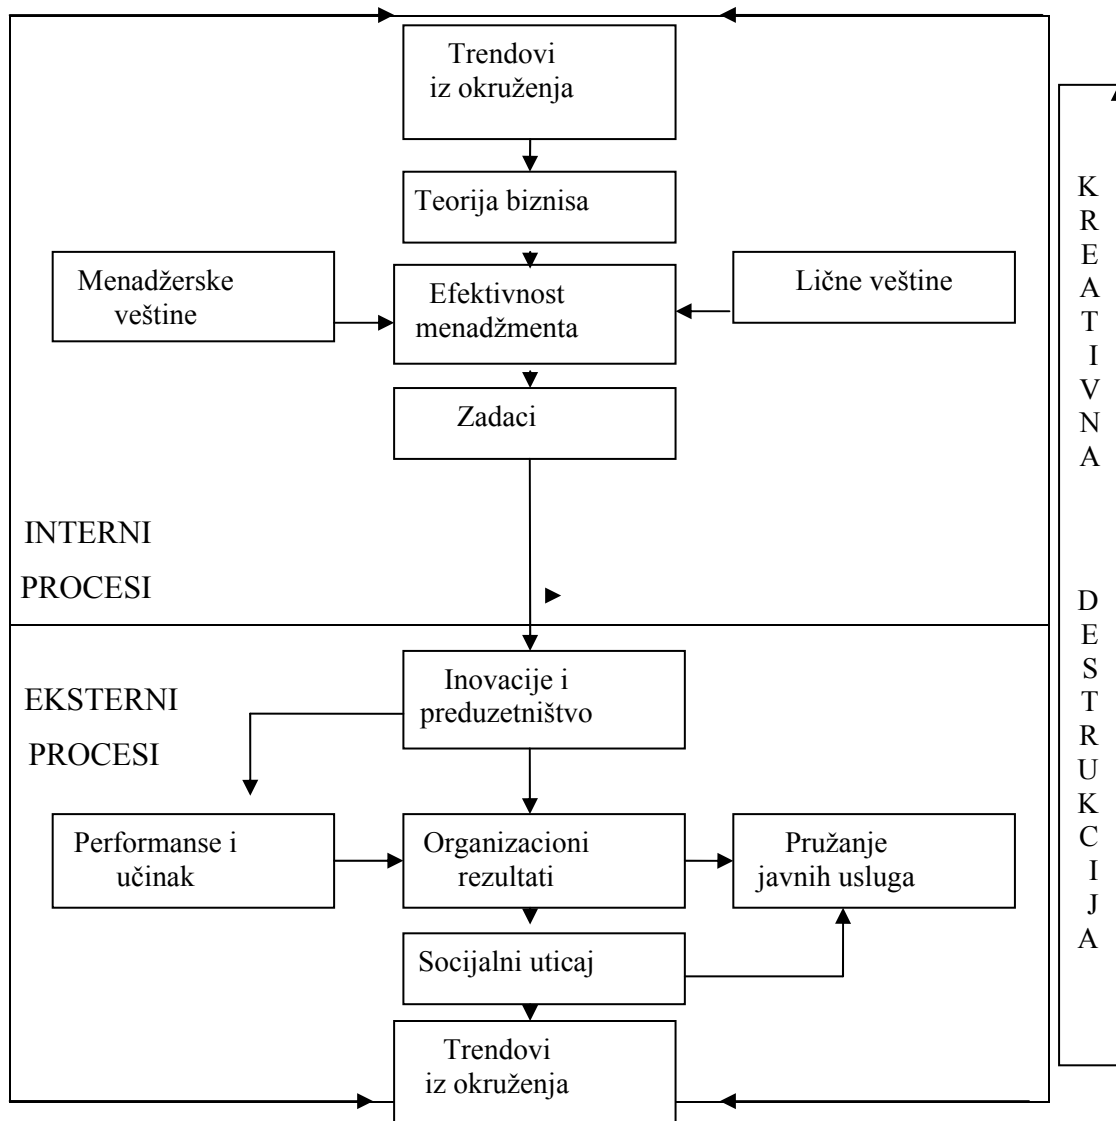 Trendovi
iz okruženja
Teorija biznisa
Menadžerske
veštine
Efektivnost
menadžmenta
Lične veštine
Zadaci
INTERNI
PROCESI
EKSTERNI
PROCESI
Inovacije i
preduzetništvo
Performanse i
učinak
Organizacioni
rezultati
Pružanje
javnih usluga
Socijalni uticaj
Trendovi
iz okruženja
K
R
E
A
T
I
V
N
A
D
E
S
T
R
U
K
C
I
J
A